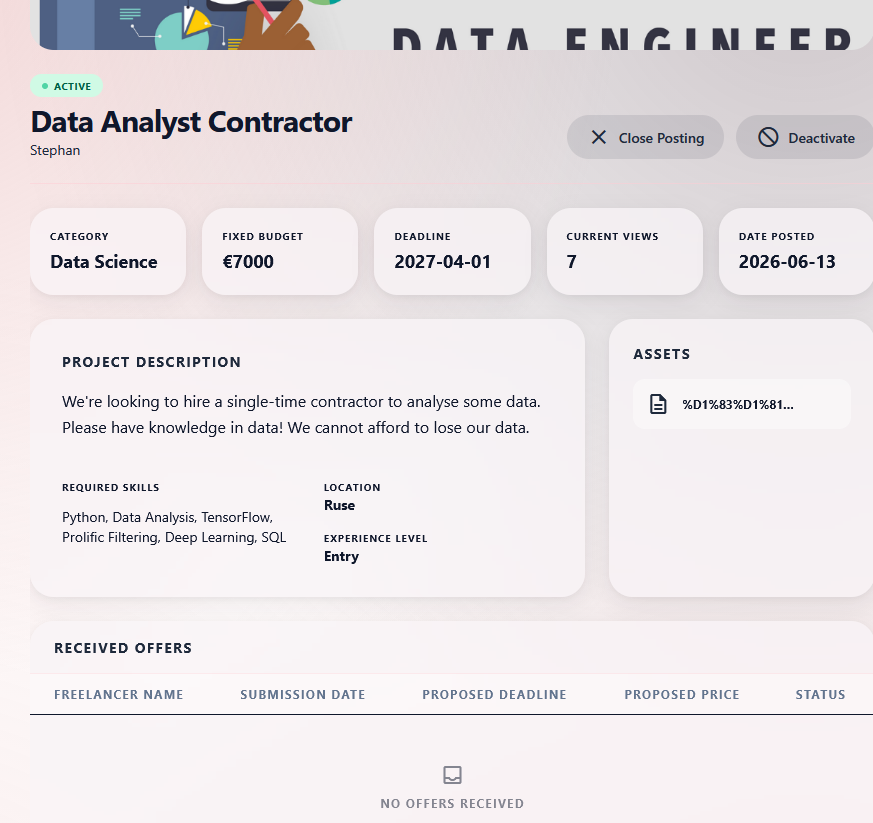 DATA ENGINEER
ACTIVE
Data Analyst Contractor
Stephan
Close Posting
Deactivate
CATEGORY
Data Science
FIXED BUDGET
€7000
DEADLINE
2027-04-01
CURRENT VIEWS
7
DATE POSTED
2026-06-13
PROJECT DESCRIPTION
We're looking to hire a single-time contractor to analyse some data.
Please have knowledge in data! We cannot afford to lose our data.
REQUIRED SKILLS
Python, Data Analysis, TensorFlow,
Prolific Filtering, Deep Learning, SQL
LOCATION
Ruse
EXPERIENCE LEVEL
Entry
ASSETS
%D1%83%D1%81...
RECEIVED OFFERS
FREELANCER NAME SUBMISSION DATE PROPOSED DEADLINE PROPOSED PRICE STATUS
NO OFFERS RECEIVED